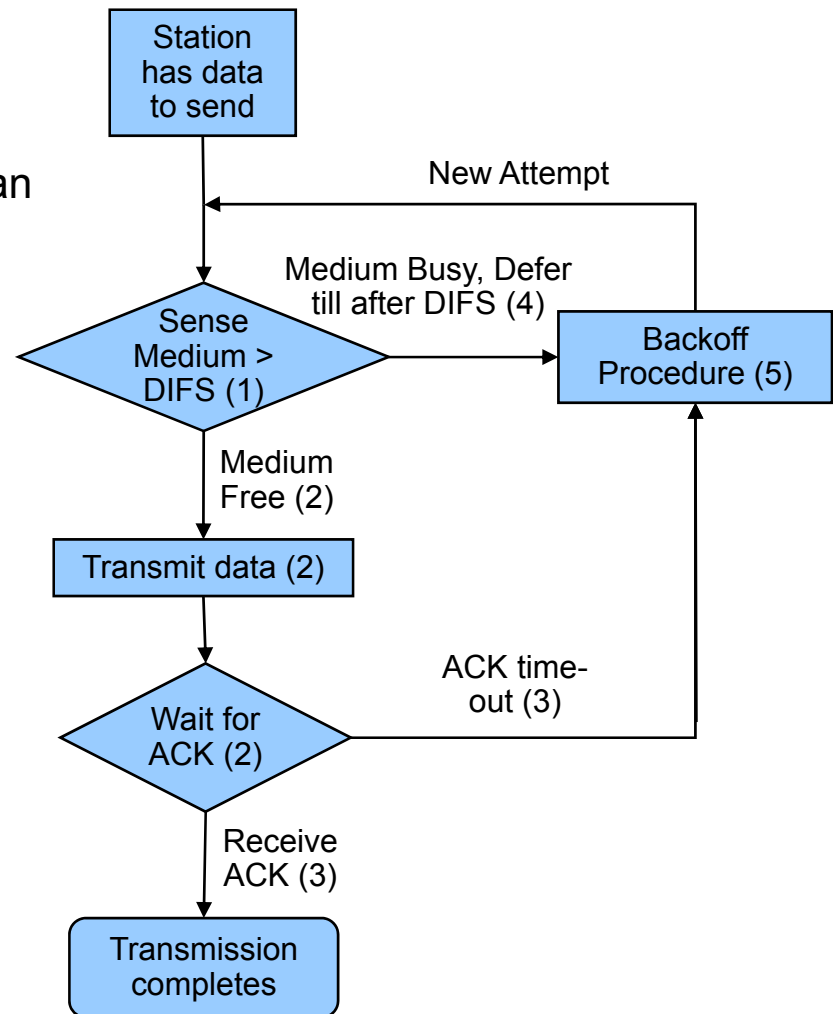 Station
has data
to send
an
New Attempt
Medium Busy, Defer
till after DIFS (4)
Sense
Medium >
DIFS (1)
Backoff
Procedure (5)
Medium
Free (2)
Transmit data (2)
ACK time-
out (3)
Wait for
ACK (2)
Receive
ACK (3)
Transmission
completes